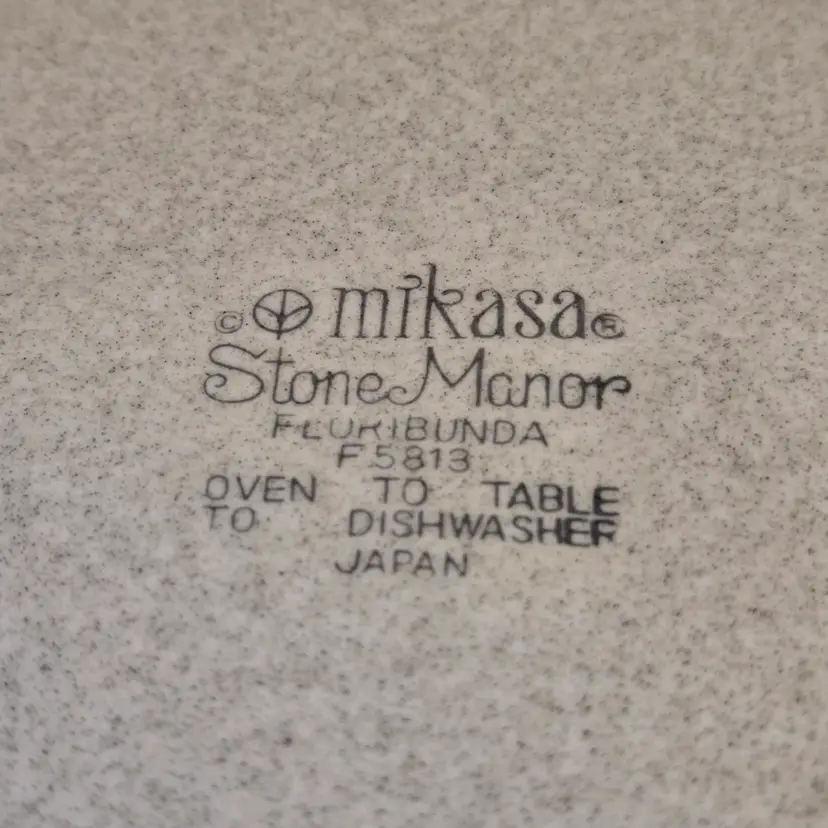 © mikasa®
Stone Manor
FLORIBUNDA
F5813
OVEN TO TABLE
TO DISHWASHER
JAPAN